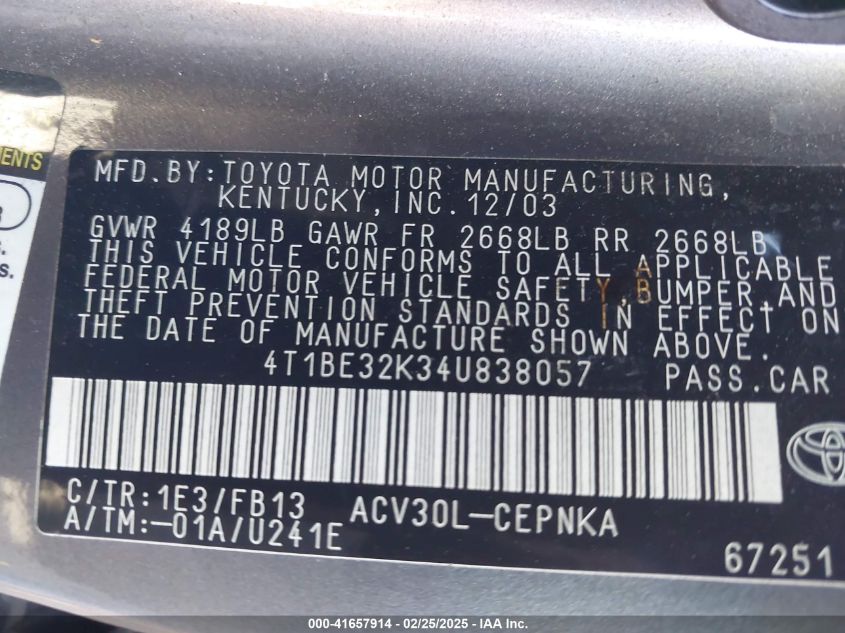 MFD.BY:TOYOTA MOTOR MANUFACTURING,
KENTUCKY,INC.12/03
GVWR 4189LB GAWR FR 2668LB RR 2668LB
THIS VEHICLE CONFORMS TO ALL APPLICABLE
FEDERAL MOTOR VEHICLE SAFETY,BUMPER,AND
THEFT PREVENTION STANDARDS IN EFFECT ON
THE DATE OF MANUFACTURE SHOWN ABOVE.
4T1BE32K34U838057 PASS.CAR
C/TR:1E3/FB13 ACV30L-CEPNKA
A/TM:-01A/U241E
67251
000-41657914 - 02/25/2025 - IAA Inc.